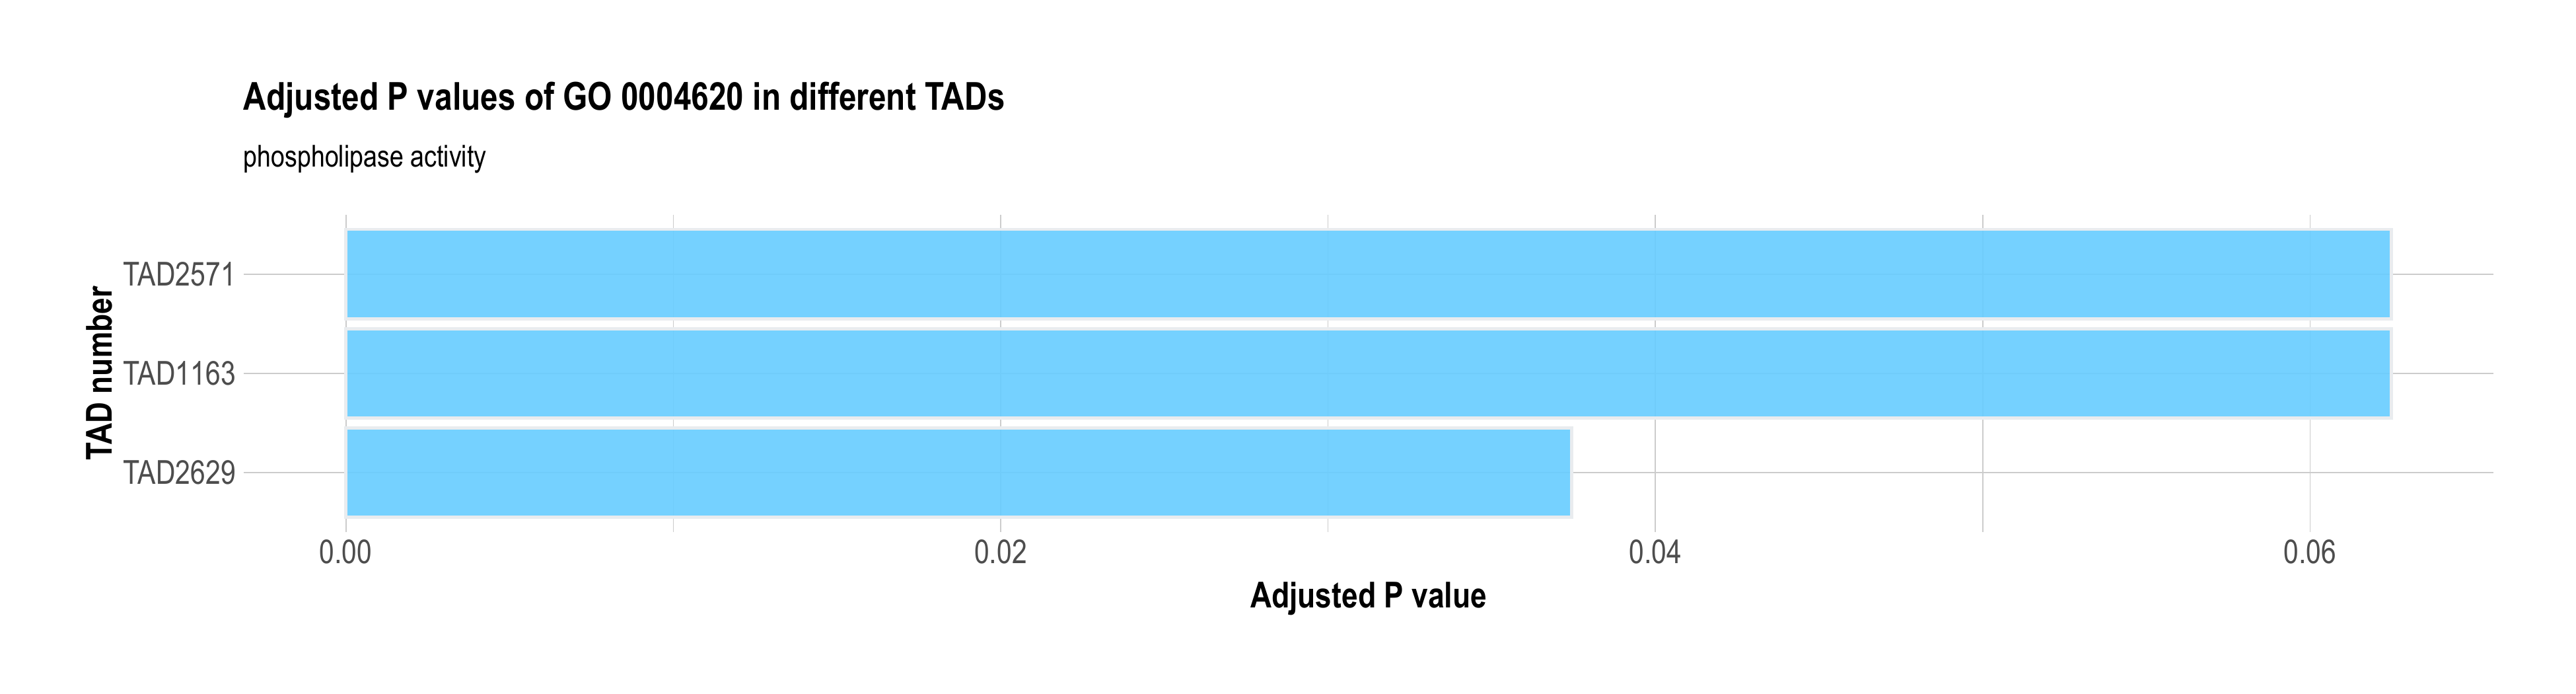 Adjusted P values of GO 0004620 in different TADs
phospholipase activity
TAD number
TAD2571
TAD1163
TAD2629
0.00 0.02 0.04 0.06
Adjusted P value